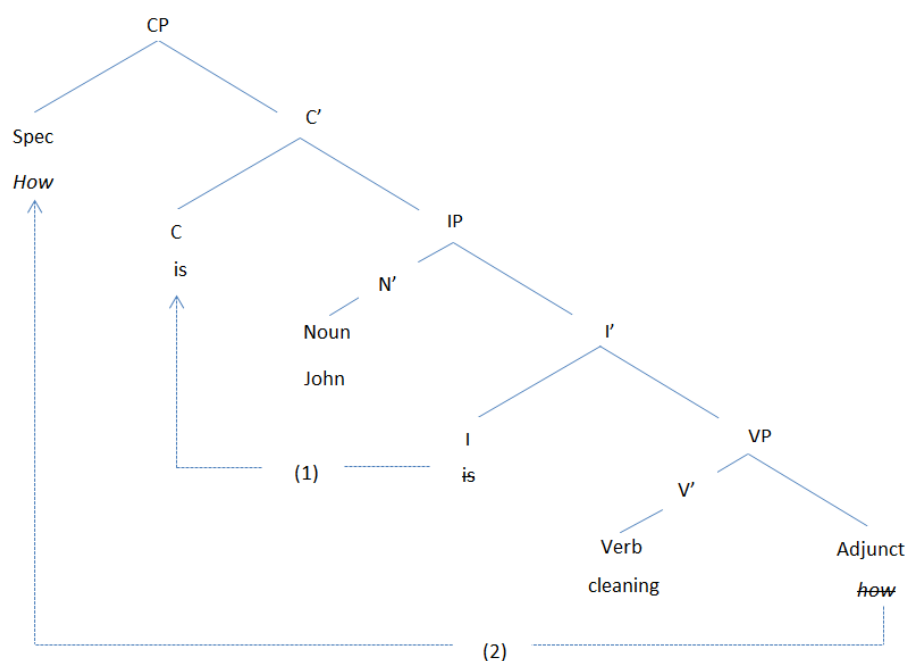 CP
C’
Spec
How
C
is
IP
N’
Noun
John
I’
I
is
(1)
VP
V’
Verb
cleaning
Adjunct
how
(2)